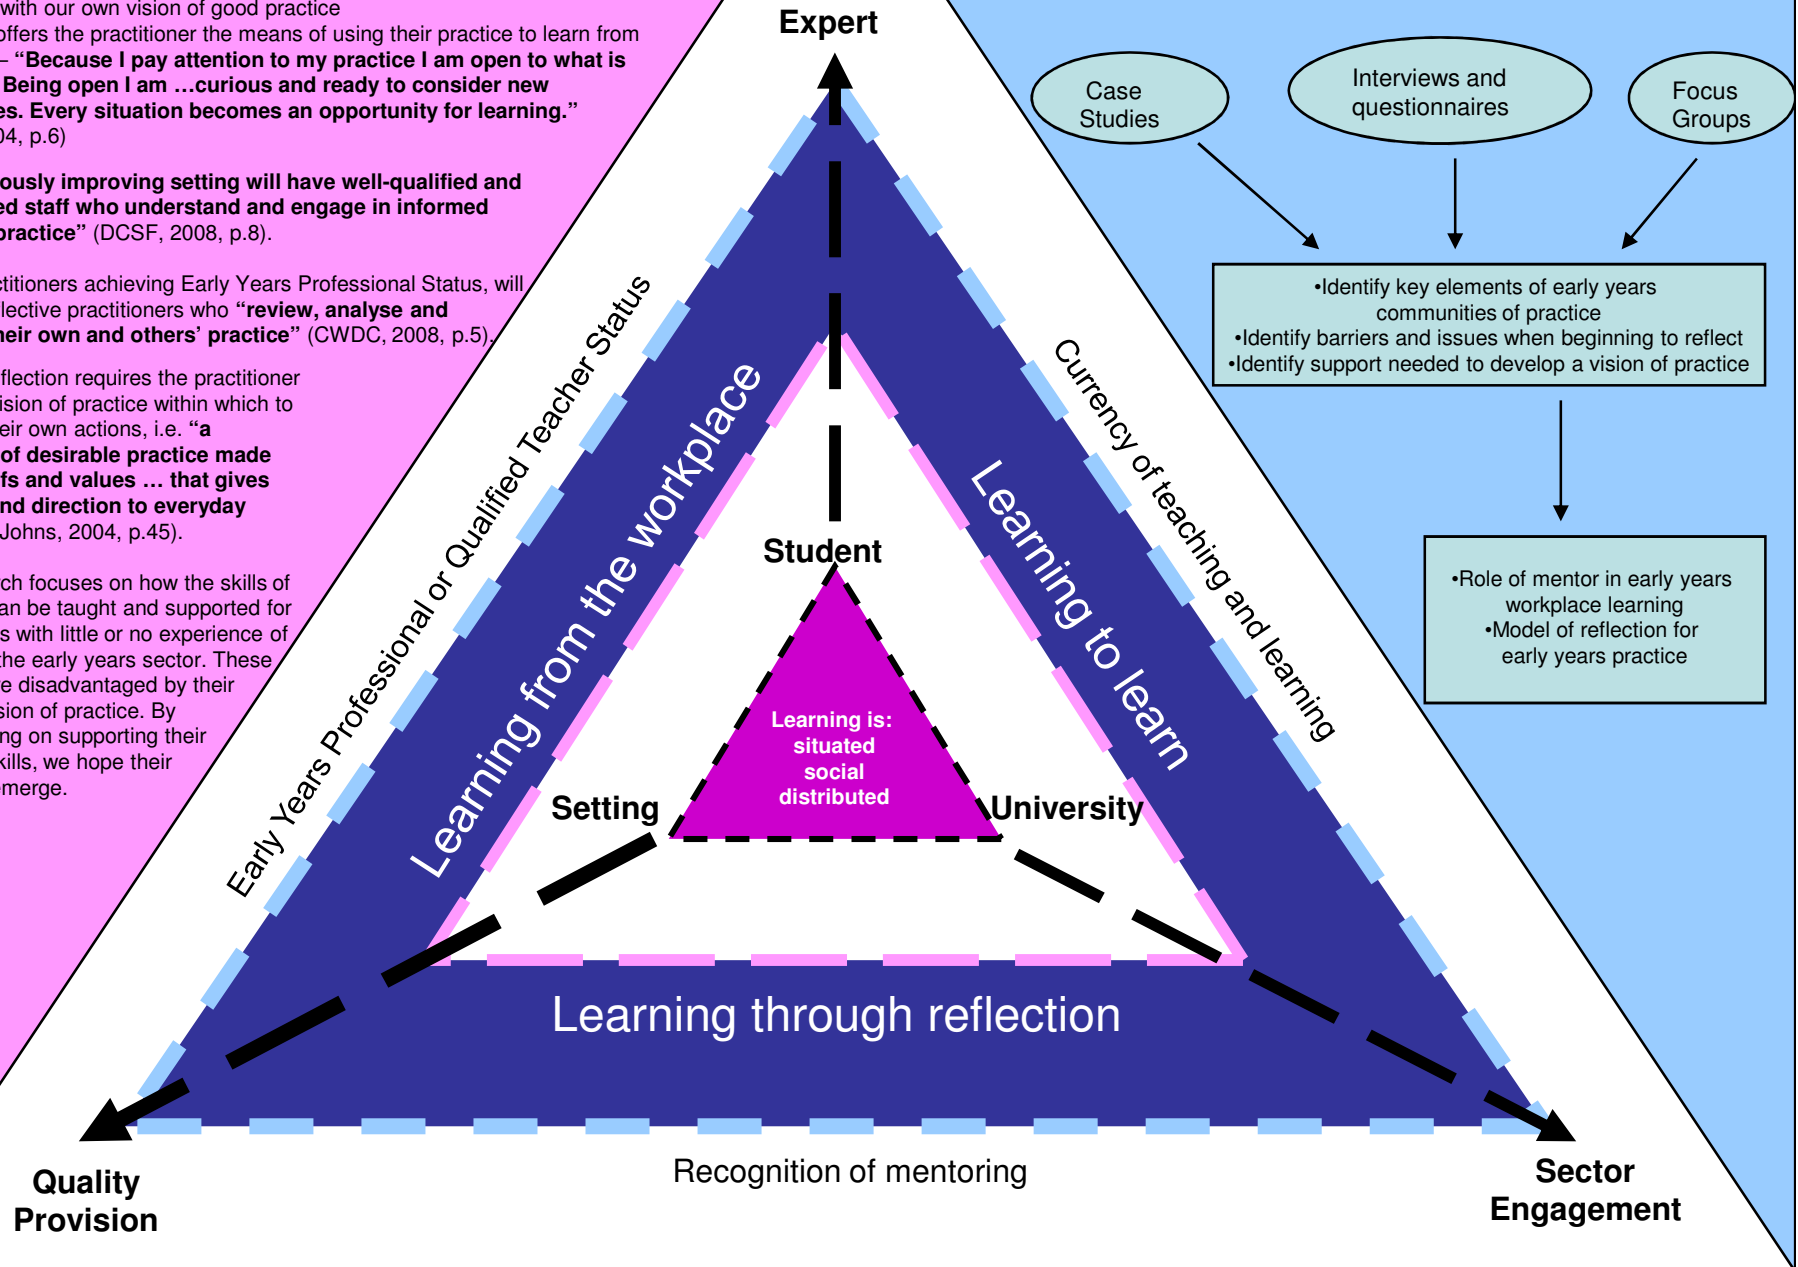 with our own vision of good practice
offers the practitioner the means of using their practice to learn from
– “Because I pay attention to my practice I am open to what is
Being open I am …curious and ready to consider new
es. Every situation becomes an opportunity for learning.”
04, p.6)
ously improving setting will have well-qualified and
ed staff who understand and engage in informed
practice” (DCSF, 2008, p.8).
ctitioners achieving Early Years Professional Status, will
flective practitioners who “review, analyse and
heir own and others’ practice” (CWDC, 2008, p.5).
flection requires the practitioner
ision of practice within which to
eir own actions, i.e. “a
of desirable practice made
fs and values … that gives
nd direction to everyday
Johns, 2004, p.45).
rch focuses on how the skills of
an be taught and supported for
s with little or no experience of
the early years sector. These
re disadvantaged by their
sion of practice. By
ing on supporting their
kills, we hope their
emerge.
Expert
Early Years Professional or Qualified Teacher Status
Learning from the workplace
Currency of teaching and learning
Learning to learn
Student
Learning is:
situated
social
distributed
Setting
University
Learning through reflection
Recognition of mentoring
Quality
Provision
Sector
Engagement
Case
Studies
Interviews and
questionnaires
Focus
Groups
•Identify key elements of early years
communities of practice
•Identify barriers and issues when beginning to reflect
•Identify support needed to develop a vision of practice
•Role of mentor in early years
workplace learning
•Model of reflection for
early years practice